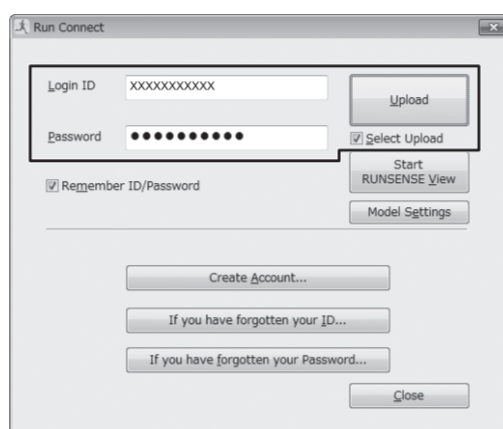 Run Connect
Login ID XXXXXXXXXXX
Upload
Password ●●●●●●●●●●
Select Upload
Remember ID/Password
Start
RUNSENSE View
Model Settings
Create Account...
If you have forgotten your ID...
If you have forgotten your Password...
Close